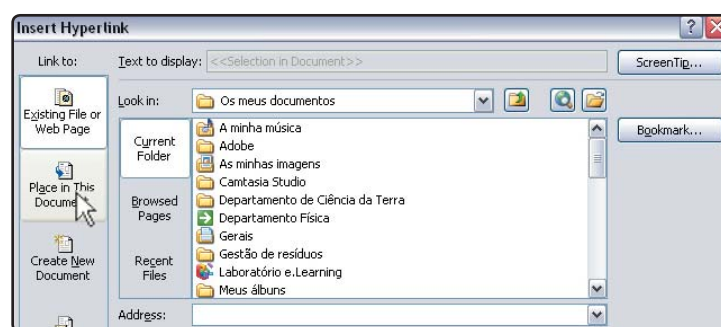 Insert Hyperlink
Link to:
Text to display: <<Selection in Document>>
ScreenTip...
Existing File or
Web Page
Look in: Os meus documentos
Bookmark...
Current
Folder
A minha música
Adobe
As minhas imagens
Camtasia Studio
Departamento de Ciência da Terra
Departamento Física
Gerais
Gestão de resíduos
Laboratório e.Learning
Meus álbuns
Place in This
Browsed
Pages
Create New
Document
Recent
Files
Address: